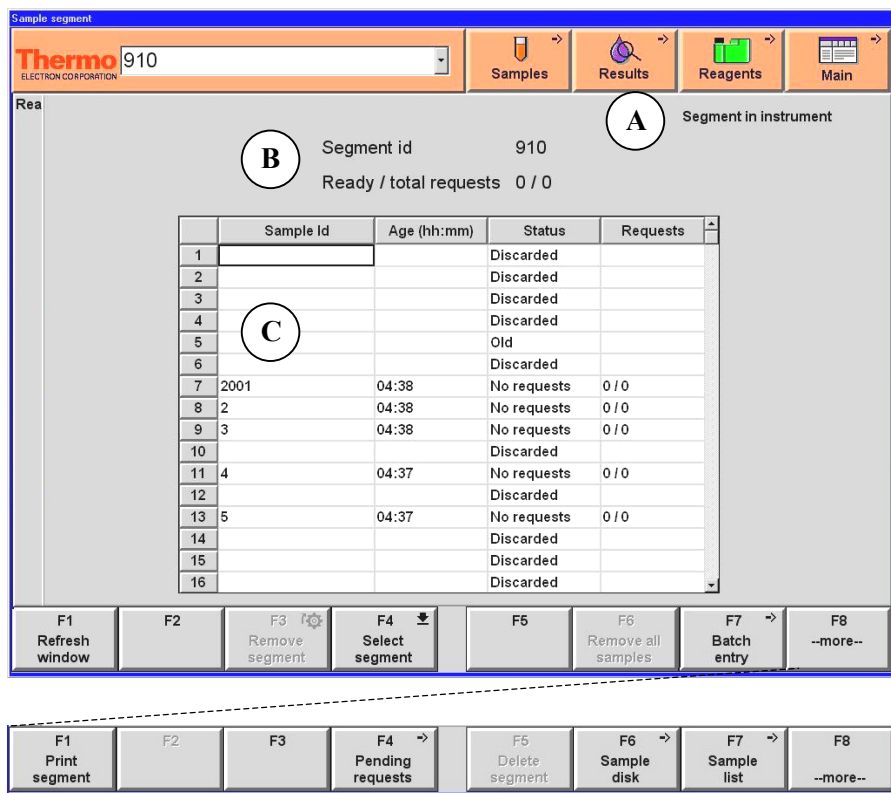 Sample segment
Thermo
ELECTRON CORPORATION
910
Samples
Results
Reagents
Main
Rea
A
Segment in instrument
B
Segment id 910
Ready / total requests 0 / 0
Sample Id Age (hh:mm) Status Requests
1 Discarded
2 Discarded
3 Discarded
4 Discarded
C
5 Old
6 Discarded
7 2001 04:38 No requests 0 / 0
8 2 04:38 No requests 0 / 0
9 3 04:38 No requests 0 / 0
10 Discarded
11 4 04:37 No requests 0 / 0
12 Discarded
13 5 04:37 No requests 0 / 0
14 Discarded
15 Discarded
16 Discarded
F1 F2 F3 F4 F5 F6 F7 F8
Refresh Remove Select Remove all Batch --more--
window segment segment samples entry
F1 F2 F3 F4 F5 F6 F7 F8
Print Pending Delete Sample Sample
segment requests segment disk list --more--